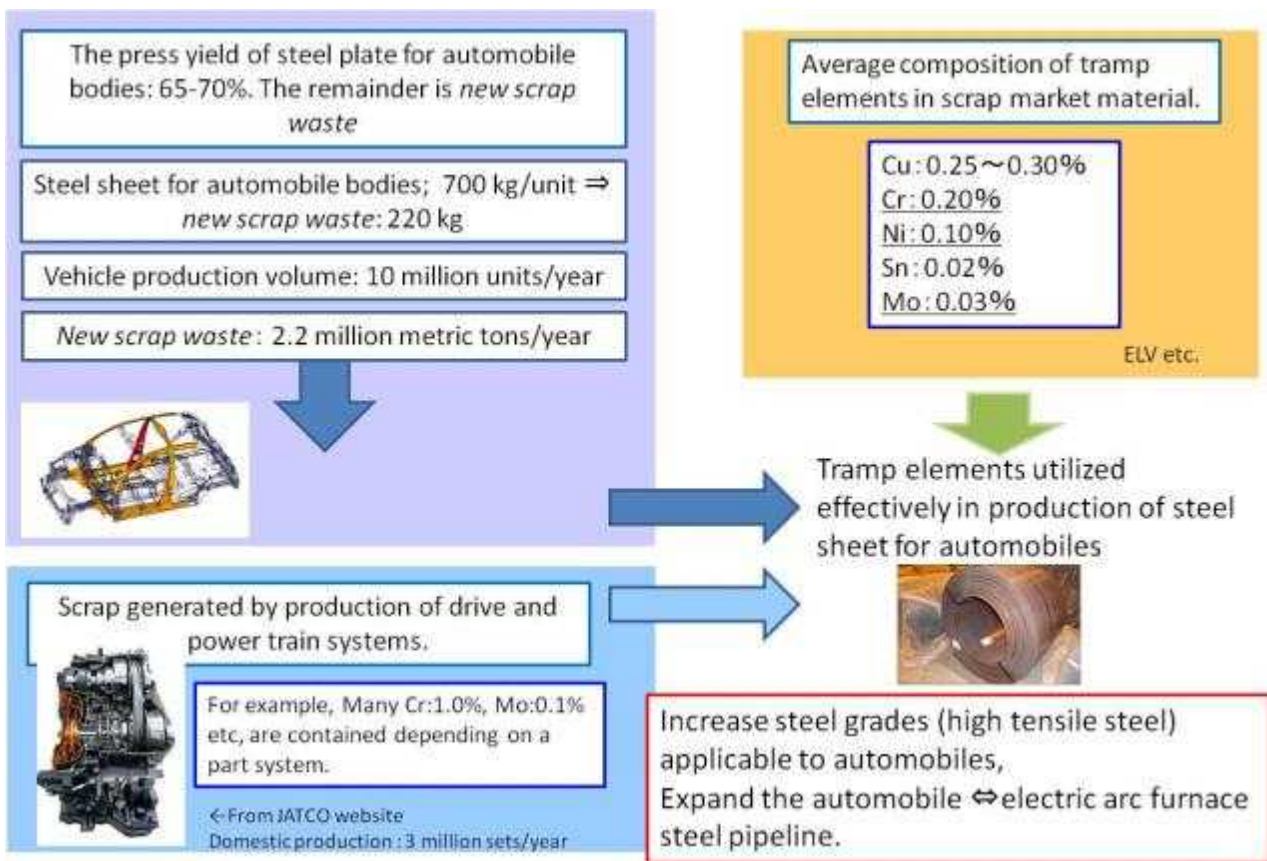 The press yield of steel plate for automobile
bodies: 65-70%. The remainder is new scrap
waste
Steel sheet for automobile bodies; 700 kg/unit ⇒
new scrap waste: 220 kg
Vehicle production volume: 10 million units/year
New scrap waste : 2.2 million metric tons/year
Scrap generated by production of drive and
power train systems.
For example, Many Cr:1.0%, Mo:0.1%
etc, are contained depending on a
part system.
←From JATCO website
Domestic production : 3 million sets/year
Average composition of tramp
elements in scrap market material.
Cu: 0.25～0.30%
Cr: 0.20%
Ni: 0.10%
Sn: 0.02%
Mo: 0.03%
ELV etc.
Tramp elements utilized
effectively in production of steel
sheet for automobiles
Increase steel grades (high tensile steel)
applicable to automobiles,
Expand the automobile ⇔electric arc furnace
steel pipeline.